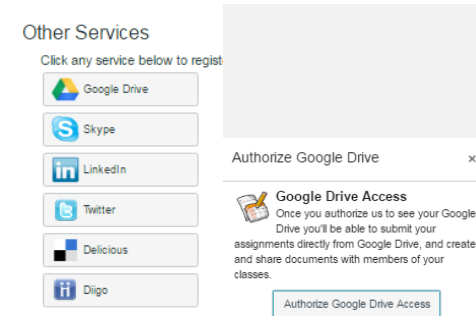 Other Services
Click any service below to regist
Google Drive
Skype
LinkedIn
Twitter
Delicious
Diigo
Authorize Google Drive ×
Google Drive Access
Once you authorize us to see your Google
Drive you'll be able to submit your
assignments directly from Google Drive, and create
and share documents with members of your
classes.
Authorize Google Drive Access